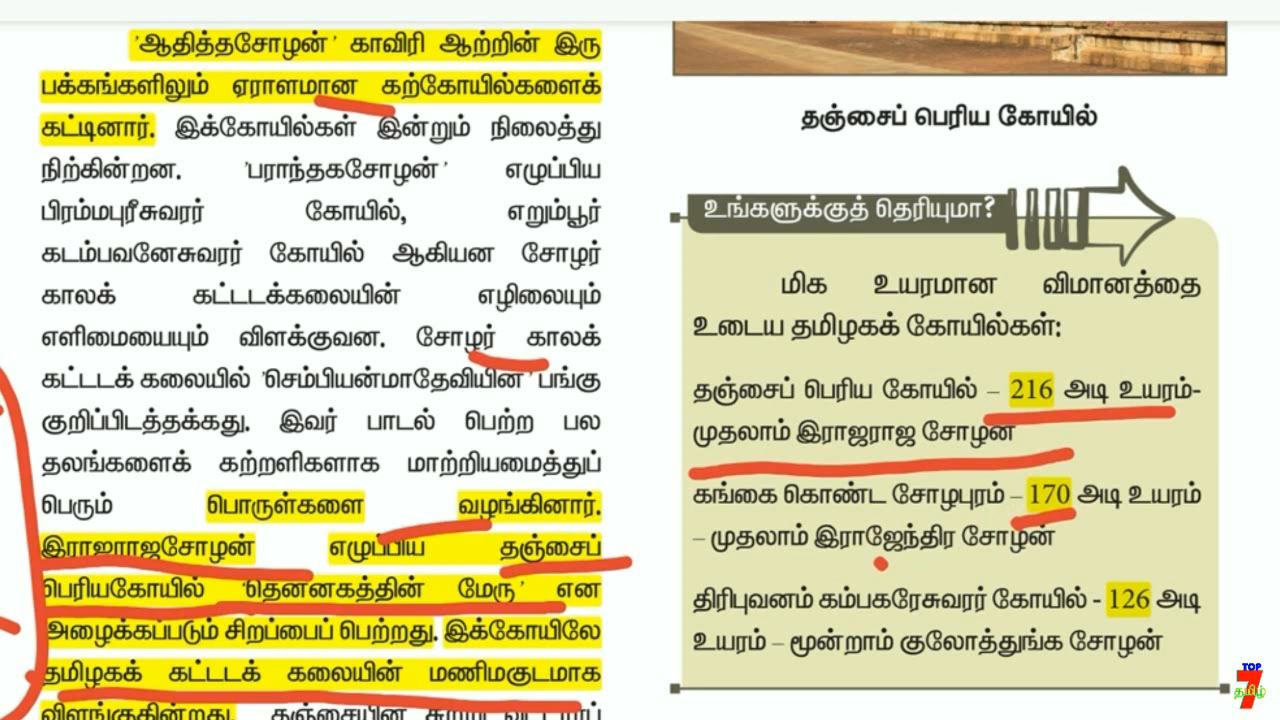 'ஆதித்தசோழன்' காவிரி ஆற்றின் இரு
பக்கங்களிலும் ஏராளமான கற்கோயில்களைக்
கட்டினார். இக்கோயில்கள் இன்றும் நிலைத்து
நிற்கின்றன. 'பராந்தகசோழன்' எழுப்பிய
பிரம்மபுரீசுவரர் கோயில், எறும்பூர்
கடம்பவனேசுவரர் கோயில் ஆகியன சோழர்
காலக் கட்டடக்கலையின் எழிலையும்
எளிமையையும் விளக்குவன. சோழர் காலக்
கட்டடக் கலையில் 'செம்பியன்மாதேவியின்' பங்கு
குறிப்பிடத்தக்கது. இவர் பாடல் பெற்ற பல
தலங்களைக் கற்றளிகளாக மாற்றியமைத்துப்
பெரும் பொருள்களை வழங்கினார்.
இராஜராஜசோழன் எழுப்பிய தஞ்சைப்
பெரியகோயில் 'தென்னகத்தின் மேரு' என
அழைக்கப்படும் சிறப்பைப் பெற்றது. இக்கோயிலே
தமிழகக் கட்டடக் கலையின் மணிமகுடமாக
விளங்குகின்றது. தஞ்சையின்
தஞ்சைப் பெரிய கோயில்
உங்களுக்குத் தெரியுமா?
மிக உயரமான விமானத்தை
உடைய தமிழகக் கோயில்கள்:
தஞ்சைப் பெரிய கோயில் – 216 அடி உயரம்-
முதலாம் இராஜராஜ சோழன்
கங்கை கொண்ட சோழபுரம் – 170 அடி உயரம்
– முதலாம் இராஜேந்திர சோழன்
திரிபுவனம் கம்பகரேசுவரர் கோயில் - 126 அடி
உயரம் – மூன்றாம் குலோத்துங்க சோழன்
TOP
7
தமிழ்